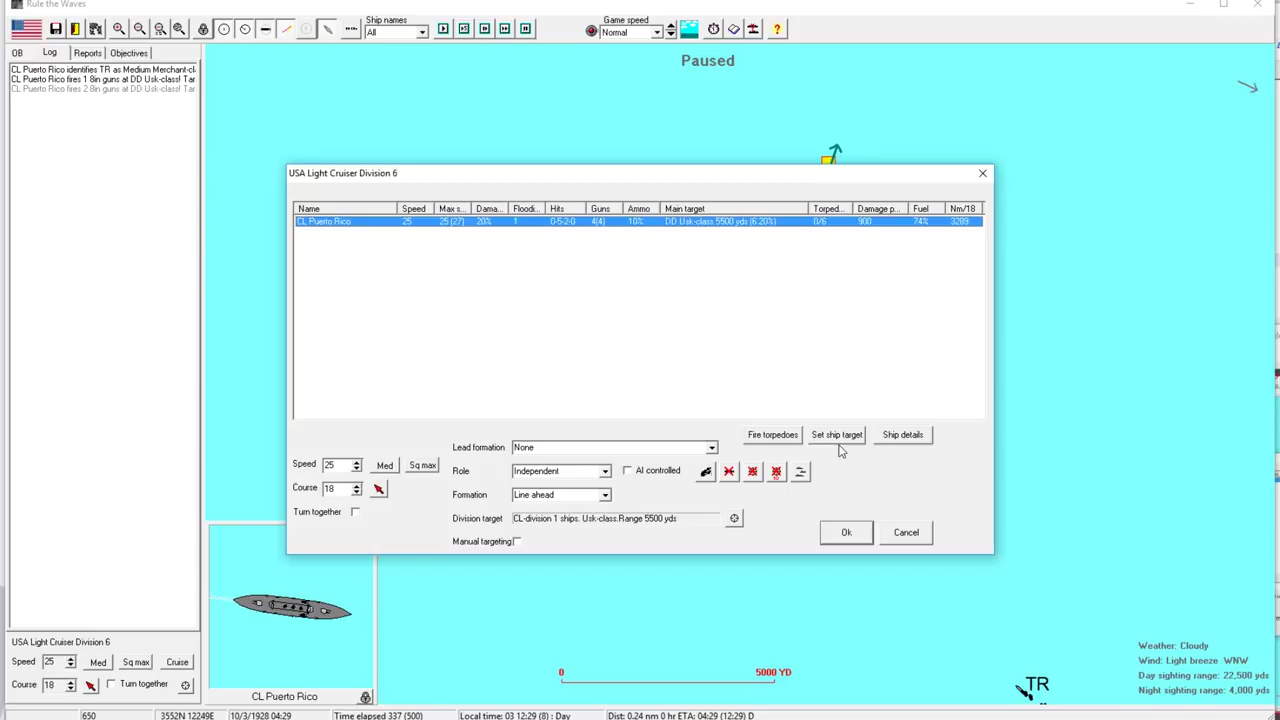 Rule the Waves
Ship names
All
Game speed
Normal
OB
Log
Reports
Objectives
CL Puerto Rico identifies TR as Medium Merchant-cl
CL Puerto Rico fires 1 8in guns at DD Usk-class! Tar
CL Puerto Rico fires 2 8in guns at DD Usk-class! Tar
Paused
USA Light Cruiser Division 6
Name Speed Max s... Dama... Floodi... Hits Guns Ammo Main target Torped... Damage p... Fuel Nm/18
CL Puerto Rico 25 25 (27) 20% 1 0-5-2-0 4(4) 10% DD Usk-class.5500 yds (6.20%) 0/6 900 74% 3289
Fire torpedoes
Set ship target
Ship details
Lead formation None
Speed 25 Med Sq max
Role Independent
AI controlled
Course 18
Formation Line ahead
Turn together
Division target CL-division 1 ships. Usk-class.Range 5500 yds
Manual targeting
Ok
Cancel
USA Light Cruiser Division 6
Speed 25 Med Sq max Cruise
Course 18 Turn together
CL Puerto Rico
0 5000 YD
TR
Weather: Cloudy
Wind: Light breeze WNW
Day sighting range: 22,500 yds
Night sighting range: 4,000 yds
650 3552N 12249E 10/3/1928 04:29 Time elapsed 337 (500) Local time: 03 12:29 (8) : Day Dist: 0.24 nm 0 hr ETA: 04:29 (12:29) D